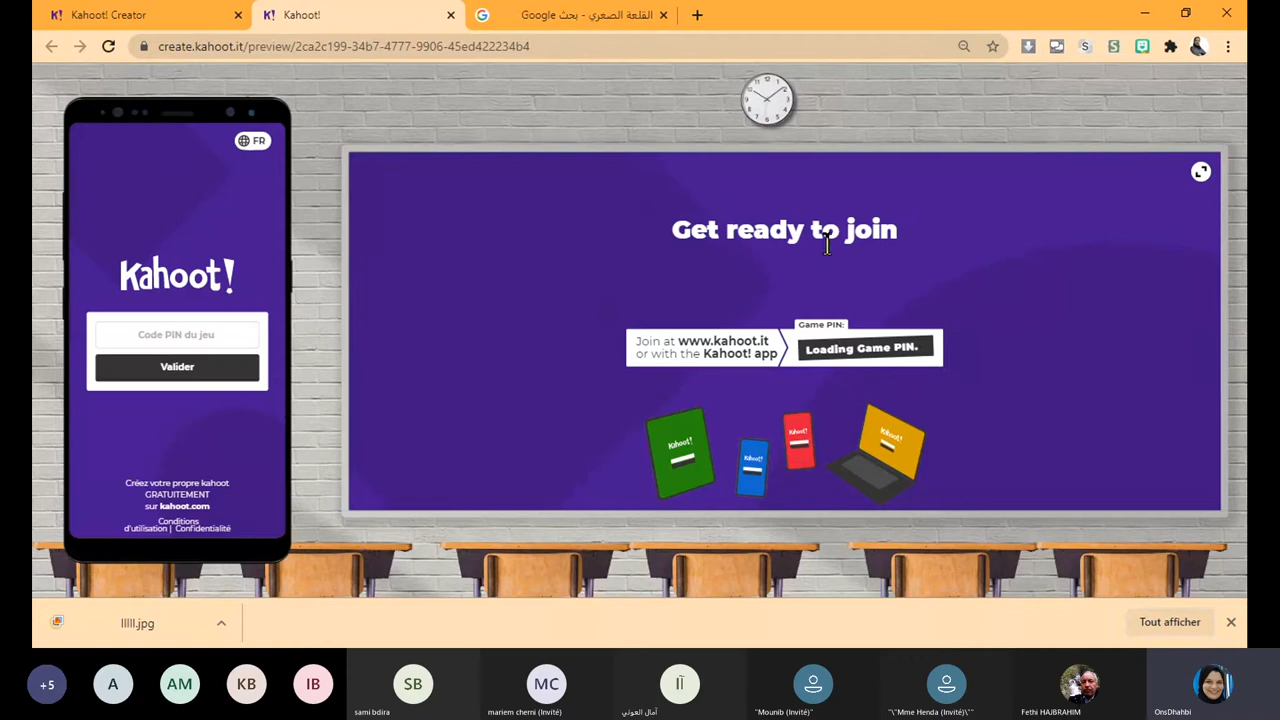 Kahoot! Creator
Kahoot!
القلعة الصغري - بحث Google
create.kahoot.it/preview/2ca2c199-34b7-4777-9906-45ed422234b4
FR
Kahoot!
Code PIN du jeu
Valider
Créez votre propre kahoot
GRATUITEMENT
sur kahoot.com
Conditions
d'utilisation | Confidentialité
Get ready to join
Join at www.kahoot.it
or with the Kahoot! app
Game PIN:
Loading Game PIN.
Kahoot!
Kahoot!
Kahoot!
Kahoot!
lllll.jpg
Tout afficher
+5
A
AM
KB
IB
SB
sami bdira
MC
mariem cherni (Invité)
آا
آمال العوني
"Mounib (Invité)"
"\"Mme Henda (Invité)\""
Fethi HAJBRAHIM
OnsDhahbi